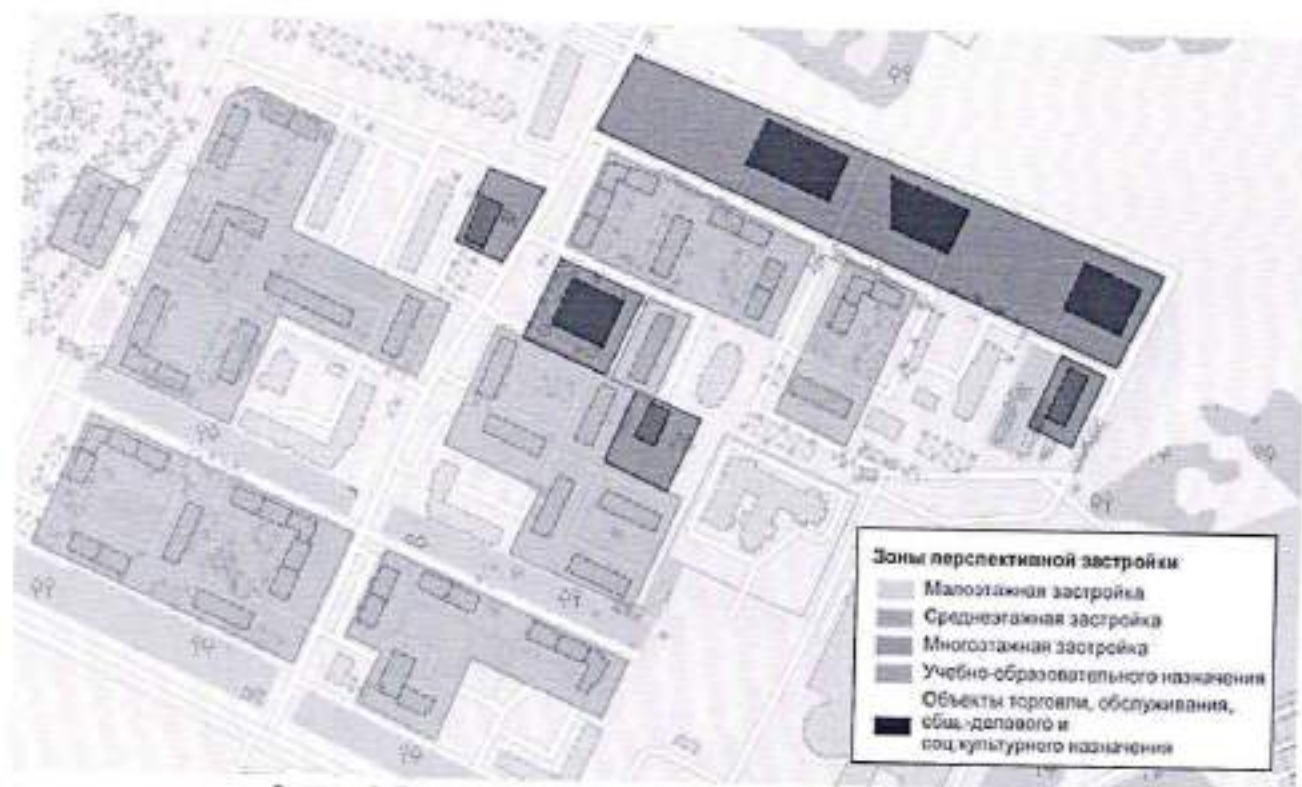 Зоны перспективной застройки
Малоэтажная застройка
Среднеэтажная застройка
Многоэтажная застройка
Учебно-образовательного назначения
Объекты торговли, обслуживания,
общ.-делового и
соц.культурного назначения